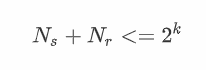 $N_s + N_r <= 2^k$